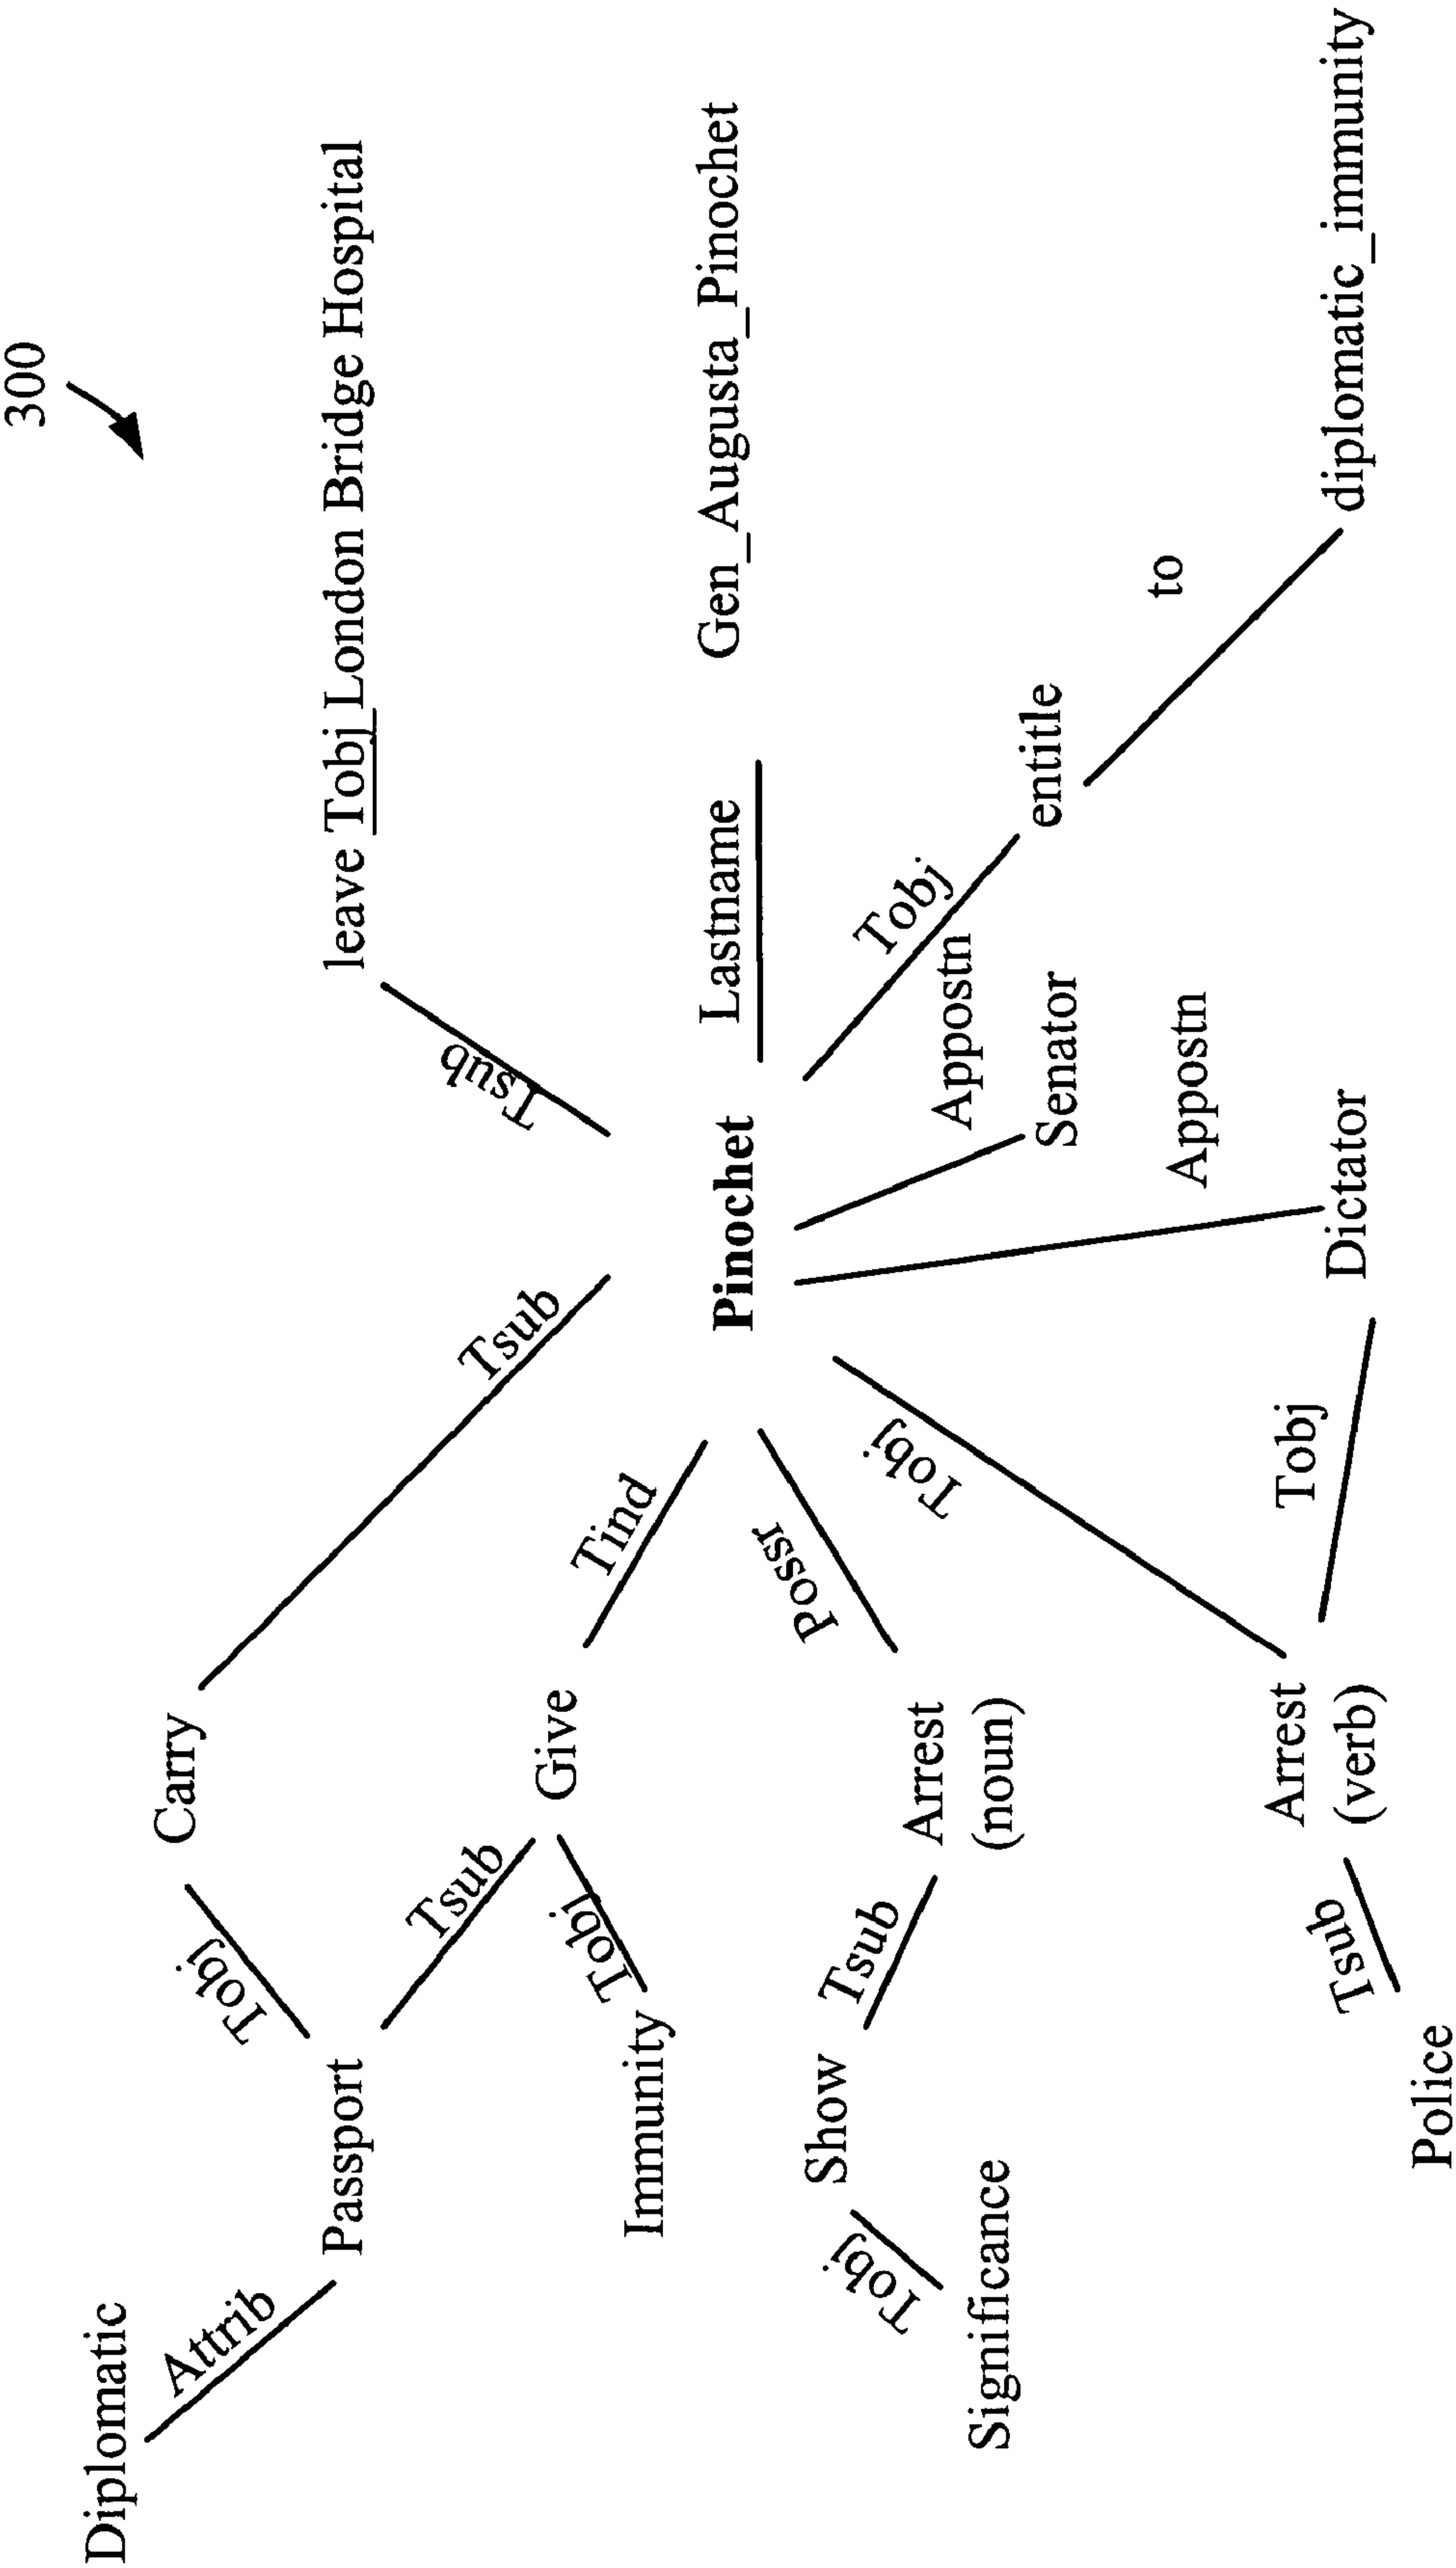 300
Diplomatic
Attrib
Passport
Tobj
Carry
Tsub
Tsub
leave Tobj London Bridge Hospital
Tsub
Give
Tind
Tobj
Immunity
Pinochet
Lastname
Gen_Augusta_Pinochet
Possr
Show
Tsub
Arrest
(noun)
Tobj
Significance
Tobj
Tobj
entitle
to
Appostn
Senator
Appostn
Arrest
(verb)
Tobj
Dictator
diplomatic_immunity
Tsub
Police